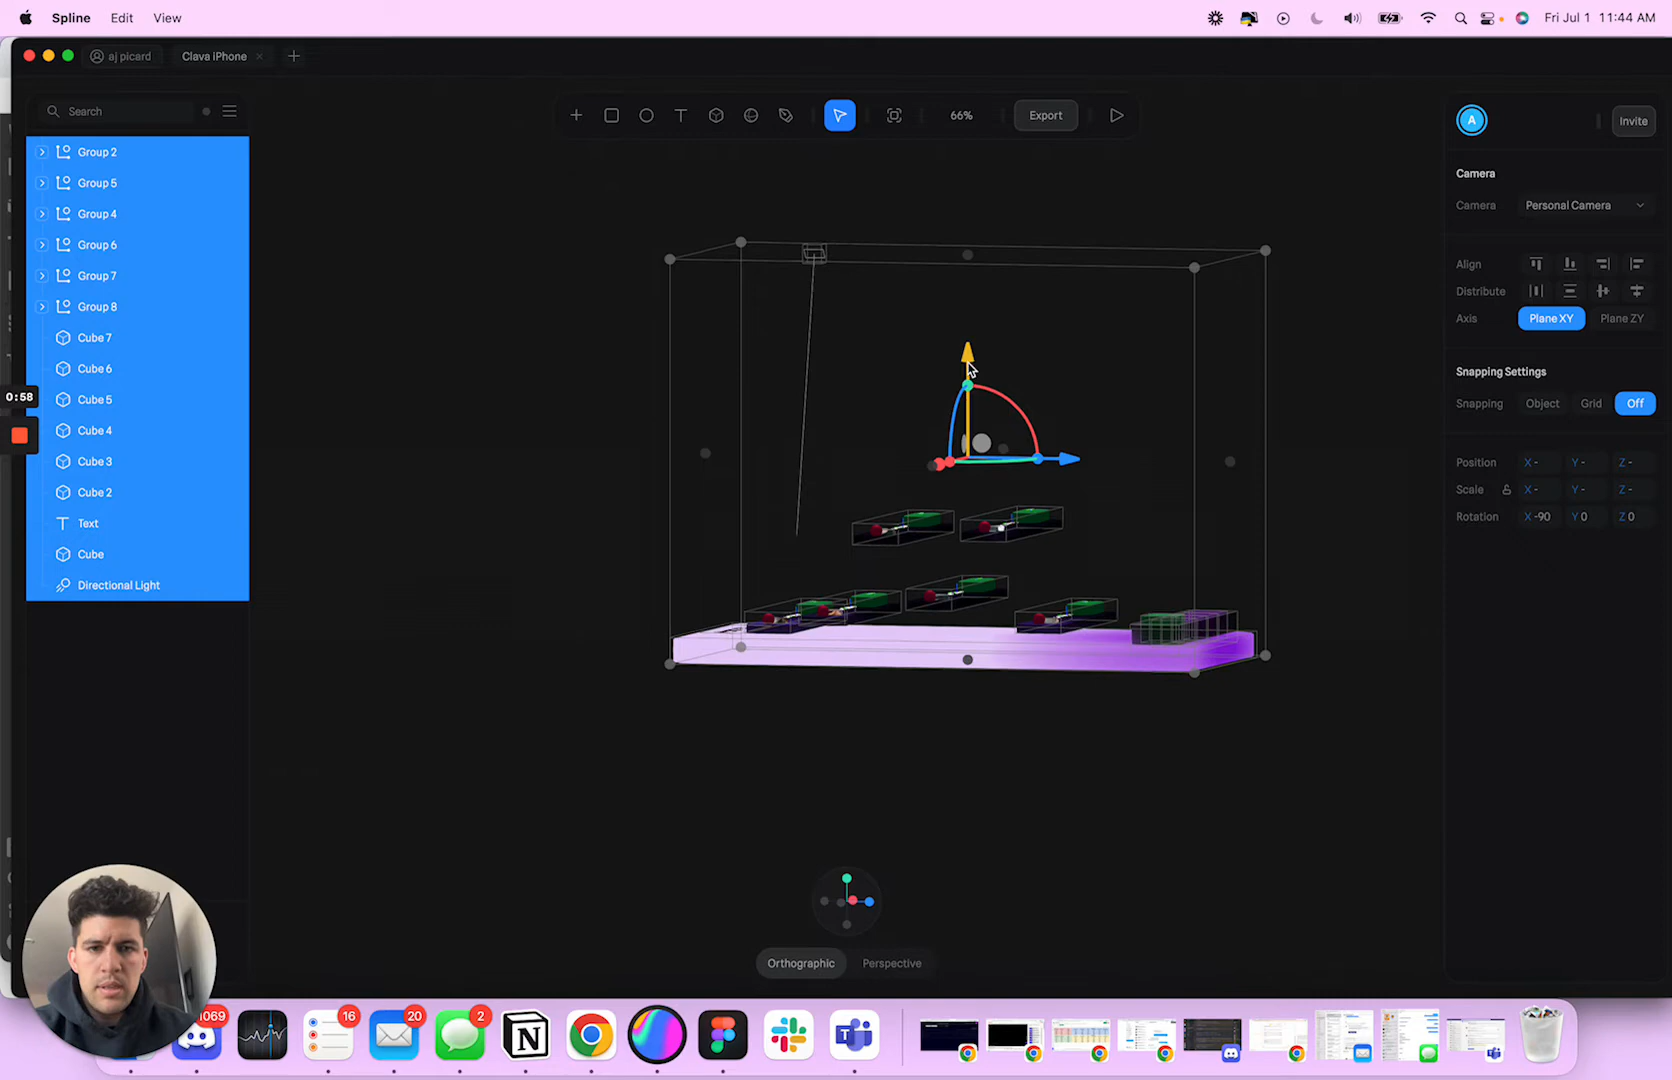 Spline Edit View
Fri Jul 1 11:44 AM
aj picard
Clava iPhone
Search
66%
Export
A
Invite
Group 2
Group 5
Group 4
Group 6
Group 7
Group 8
Cube 7
Cube 6
Cube 5
Cube 4
Cube 3
Cube 2
Text
Cube
Directional Light
0:58
Camera
Camera Personal Camera
Align
Distribute
Axis Plane XY Plane ZY
Snapping Settings
Snapping Object Grid Off
Position X - Y - Z -
Scale X - Y - Z -
Rotation X -90 Y 0 Z 0
Orthographic Perspective
1069
16
20
2